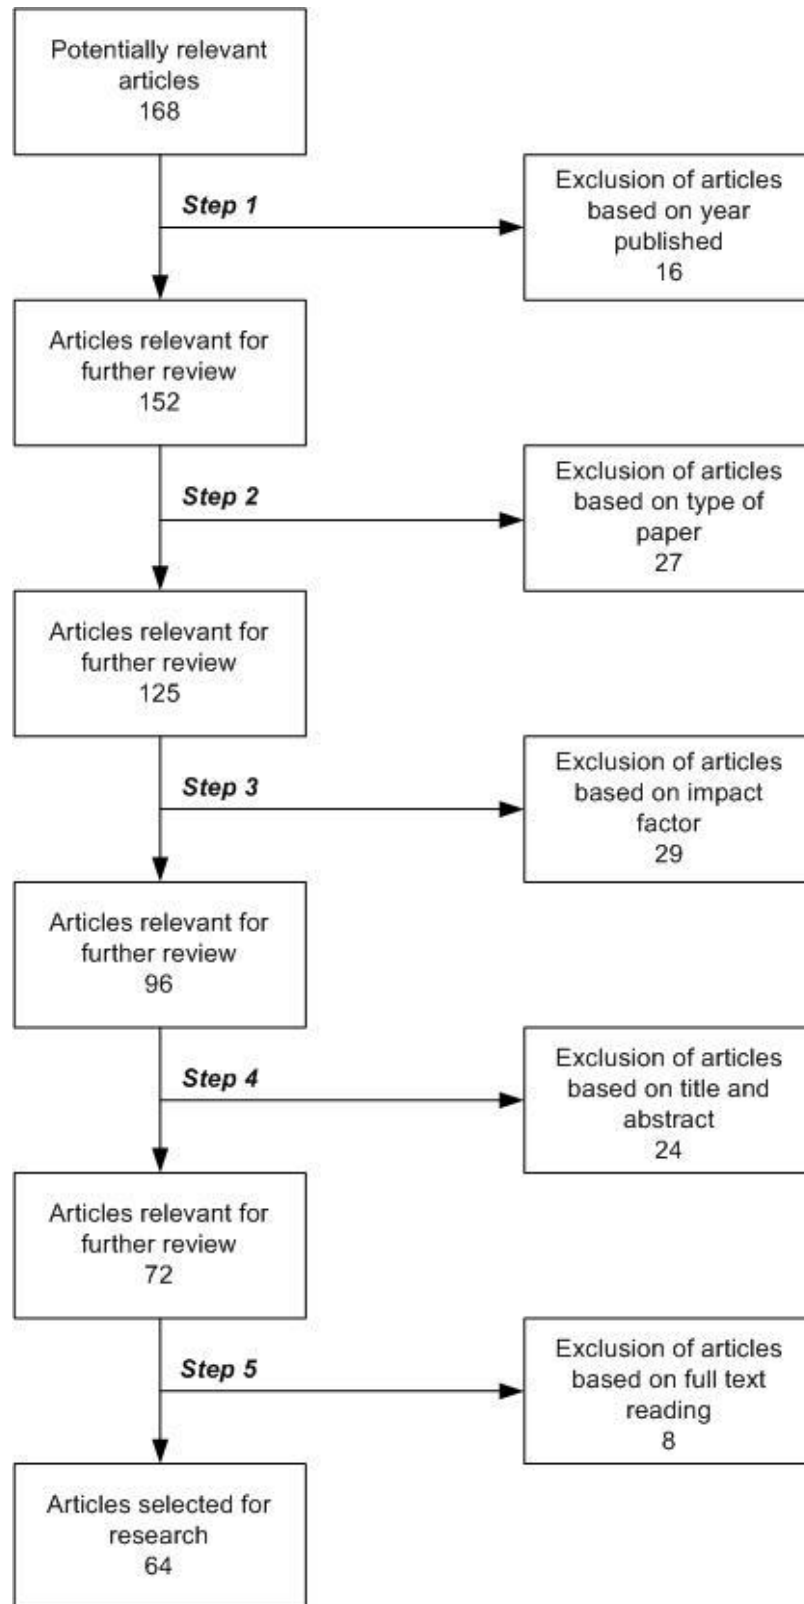 Potentially relevant
articles
168
Step 1
Exclusion of articles
based on year
published
16
Articles relevant for
further review
152
Step 2
Exclusion of articles
based on type of
paper
27
Articles relevant for
further review
125
Step 3
Exclusion of articles
based on impact
factor
29
Articles relevant for
further review
96
Step 4
Exclusion of articles
based on title and
abstract
24
Articles relevant for
further review
72
Step 5
Exclusion of articles
based on full text
reading
8
Articles selected for
research
64